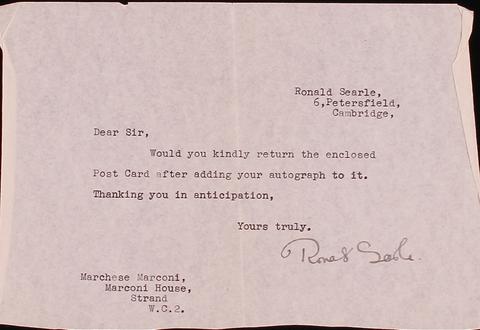 Ronald Searle,
6,Petersfield,
Cambridge,
Dear Sir,
Would you kindly return the enclosed
Post Card after adding your autograph to it.
Thanking you in anticipation,
Yours truly.
Ronald Searle.
Marchese Marconi,
Marconi House,
Strand
W.C.2.